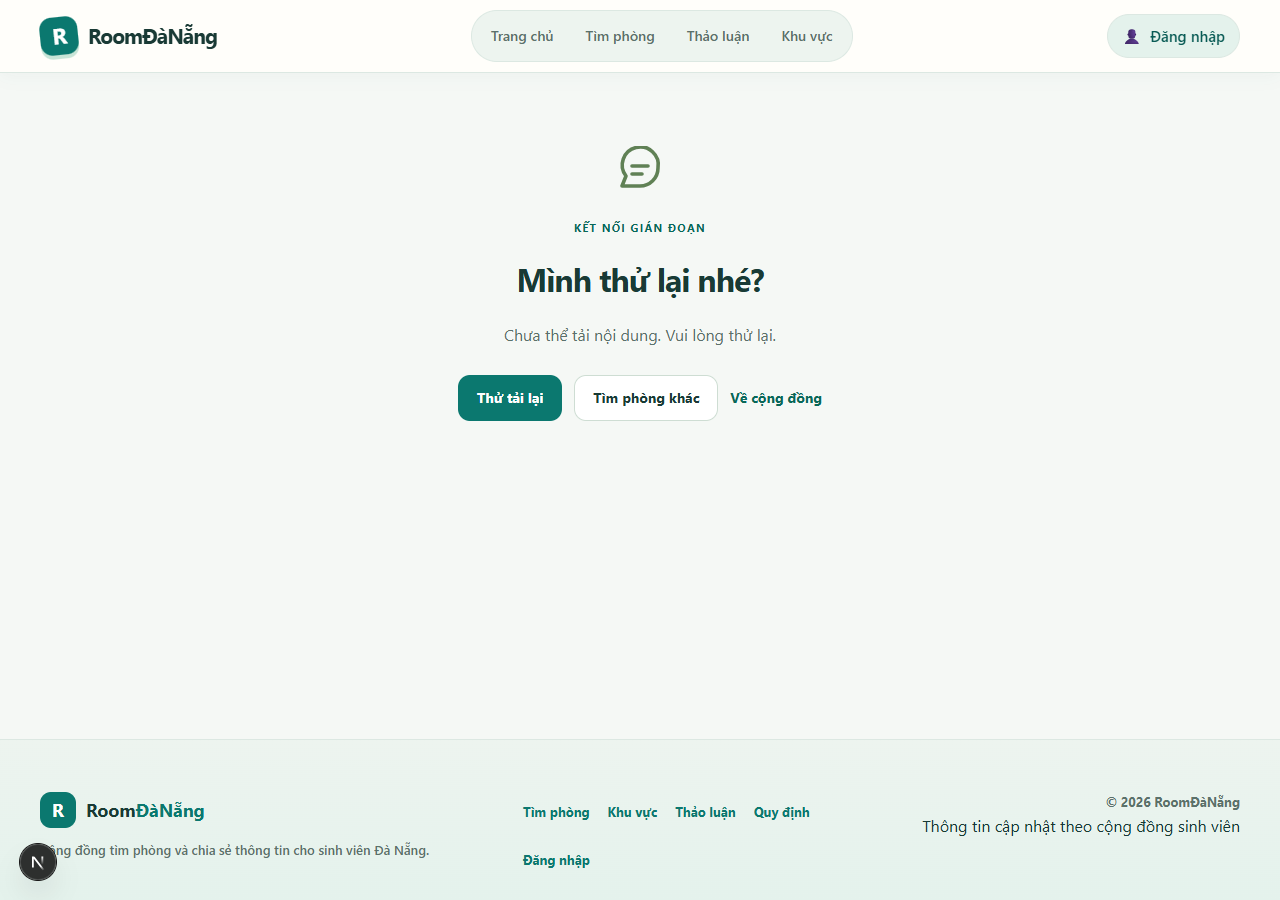 R RoomĐàNẵng
Trang chủ Tìm phòng Thảo luận Khu vực
Đăng nhập
KẾT NỐI GIÁN ĐOẠN
Mình thử lại nhé?
Chưa thể tải nội dung. Vui lòng thử lại.
Thử tải lại Tìm phòng khác Về cộng đồng
R RoomĐàNẵng
đồng tìm phòng và chia sẻ thông tin cho sinh viên Đà Nẵng.
N
Tìm phòng Khu vực Thảo luận Quy định
Đăng nhập
© 2026 RoomĐàNẵng
Thông tin cập nhật theo cộng đồng sinh viên